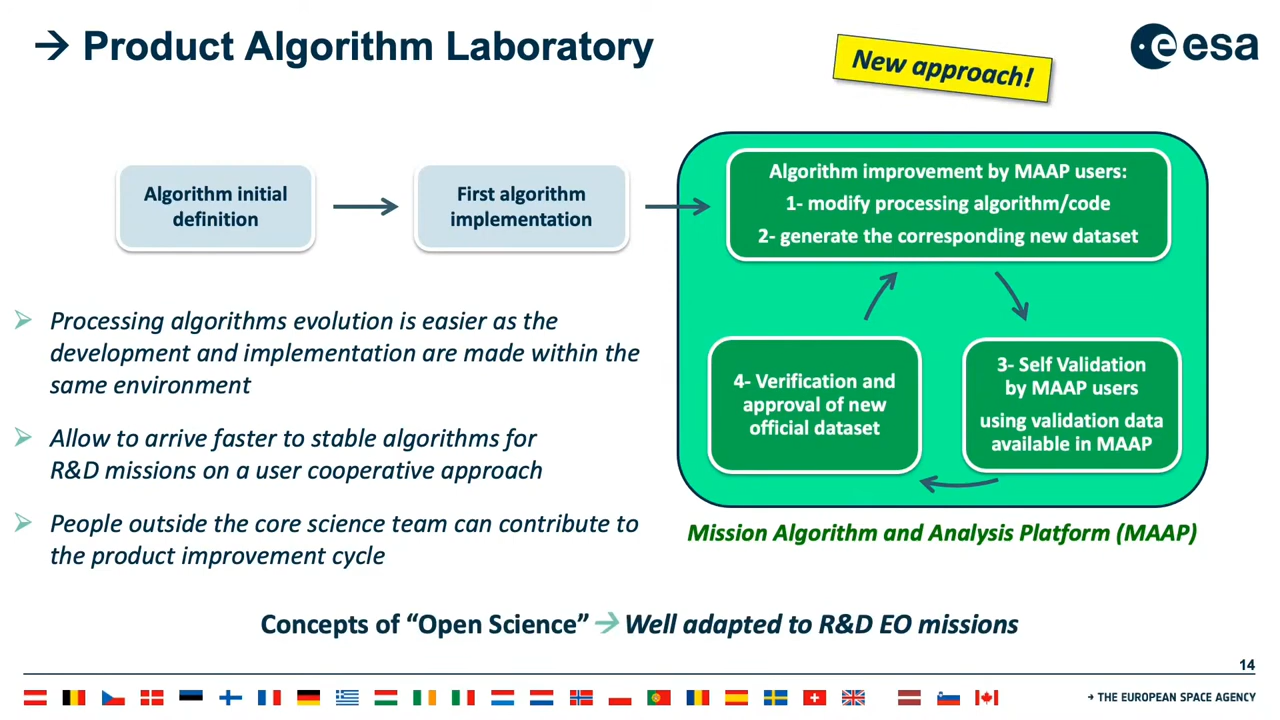 → Product Algorithm Laboratory
New approach!
esa
Algorithm initial
definition
First algorithm
implementation
Algorithm improvement by MAAP users:
1- modify processing algorithm/code
2- generate the corresponding new dataset
3- Self Validation
by MAAP users
using validation data
available in MAAP
4- Verification and
approval of new
official dataset
Mission Algorithm and Analysis Platform (MAAP)
Processing algorithms evolution is easier as the
development and implementation are made within the
same environment
Allow to arrive faster to stable algorithms for
R&D missions on a user cooperative approach
People outside the core science team can contribute to
the product improvement cycle
Concepts of “Open Science” → Well adapted to R&D EO missions
14
→ THE EUROPEAN SPACE AGENCY